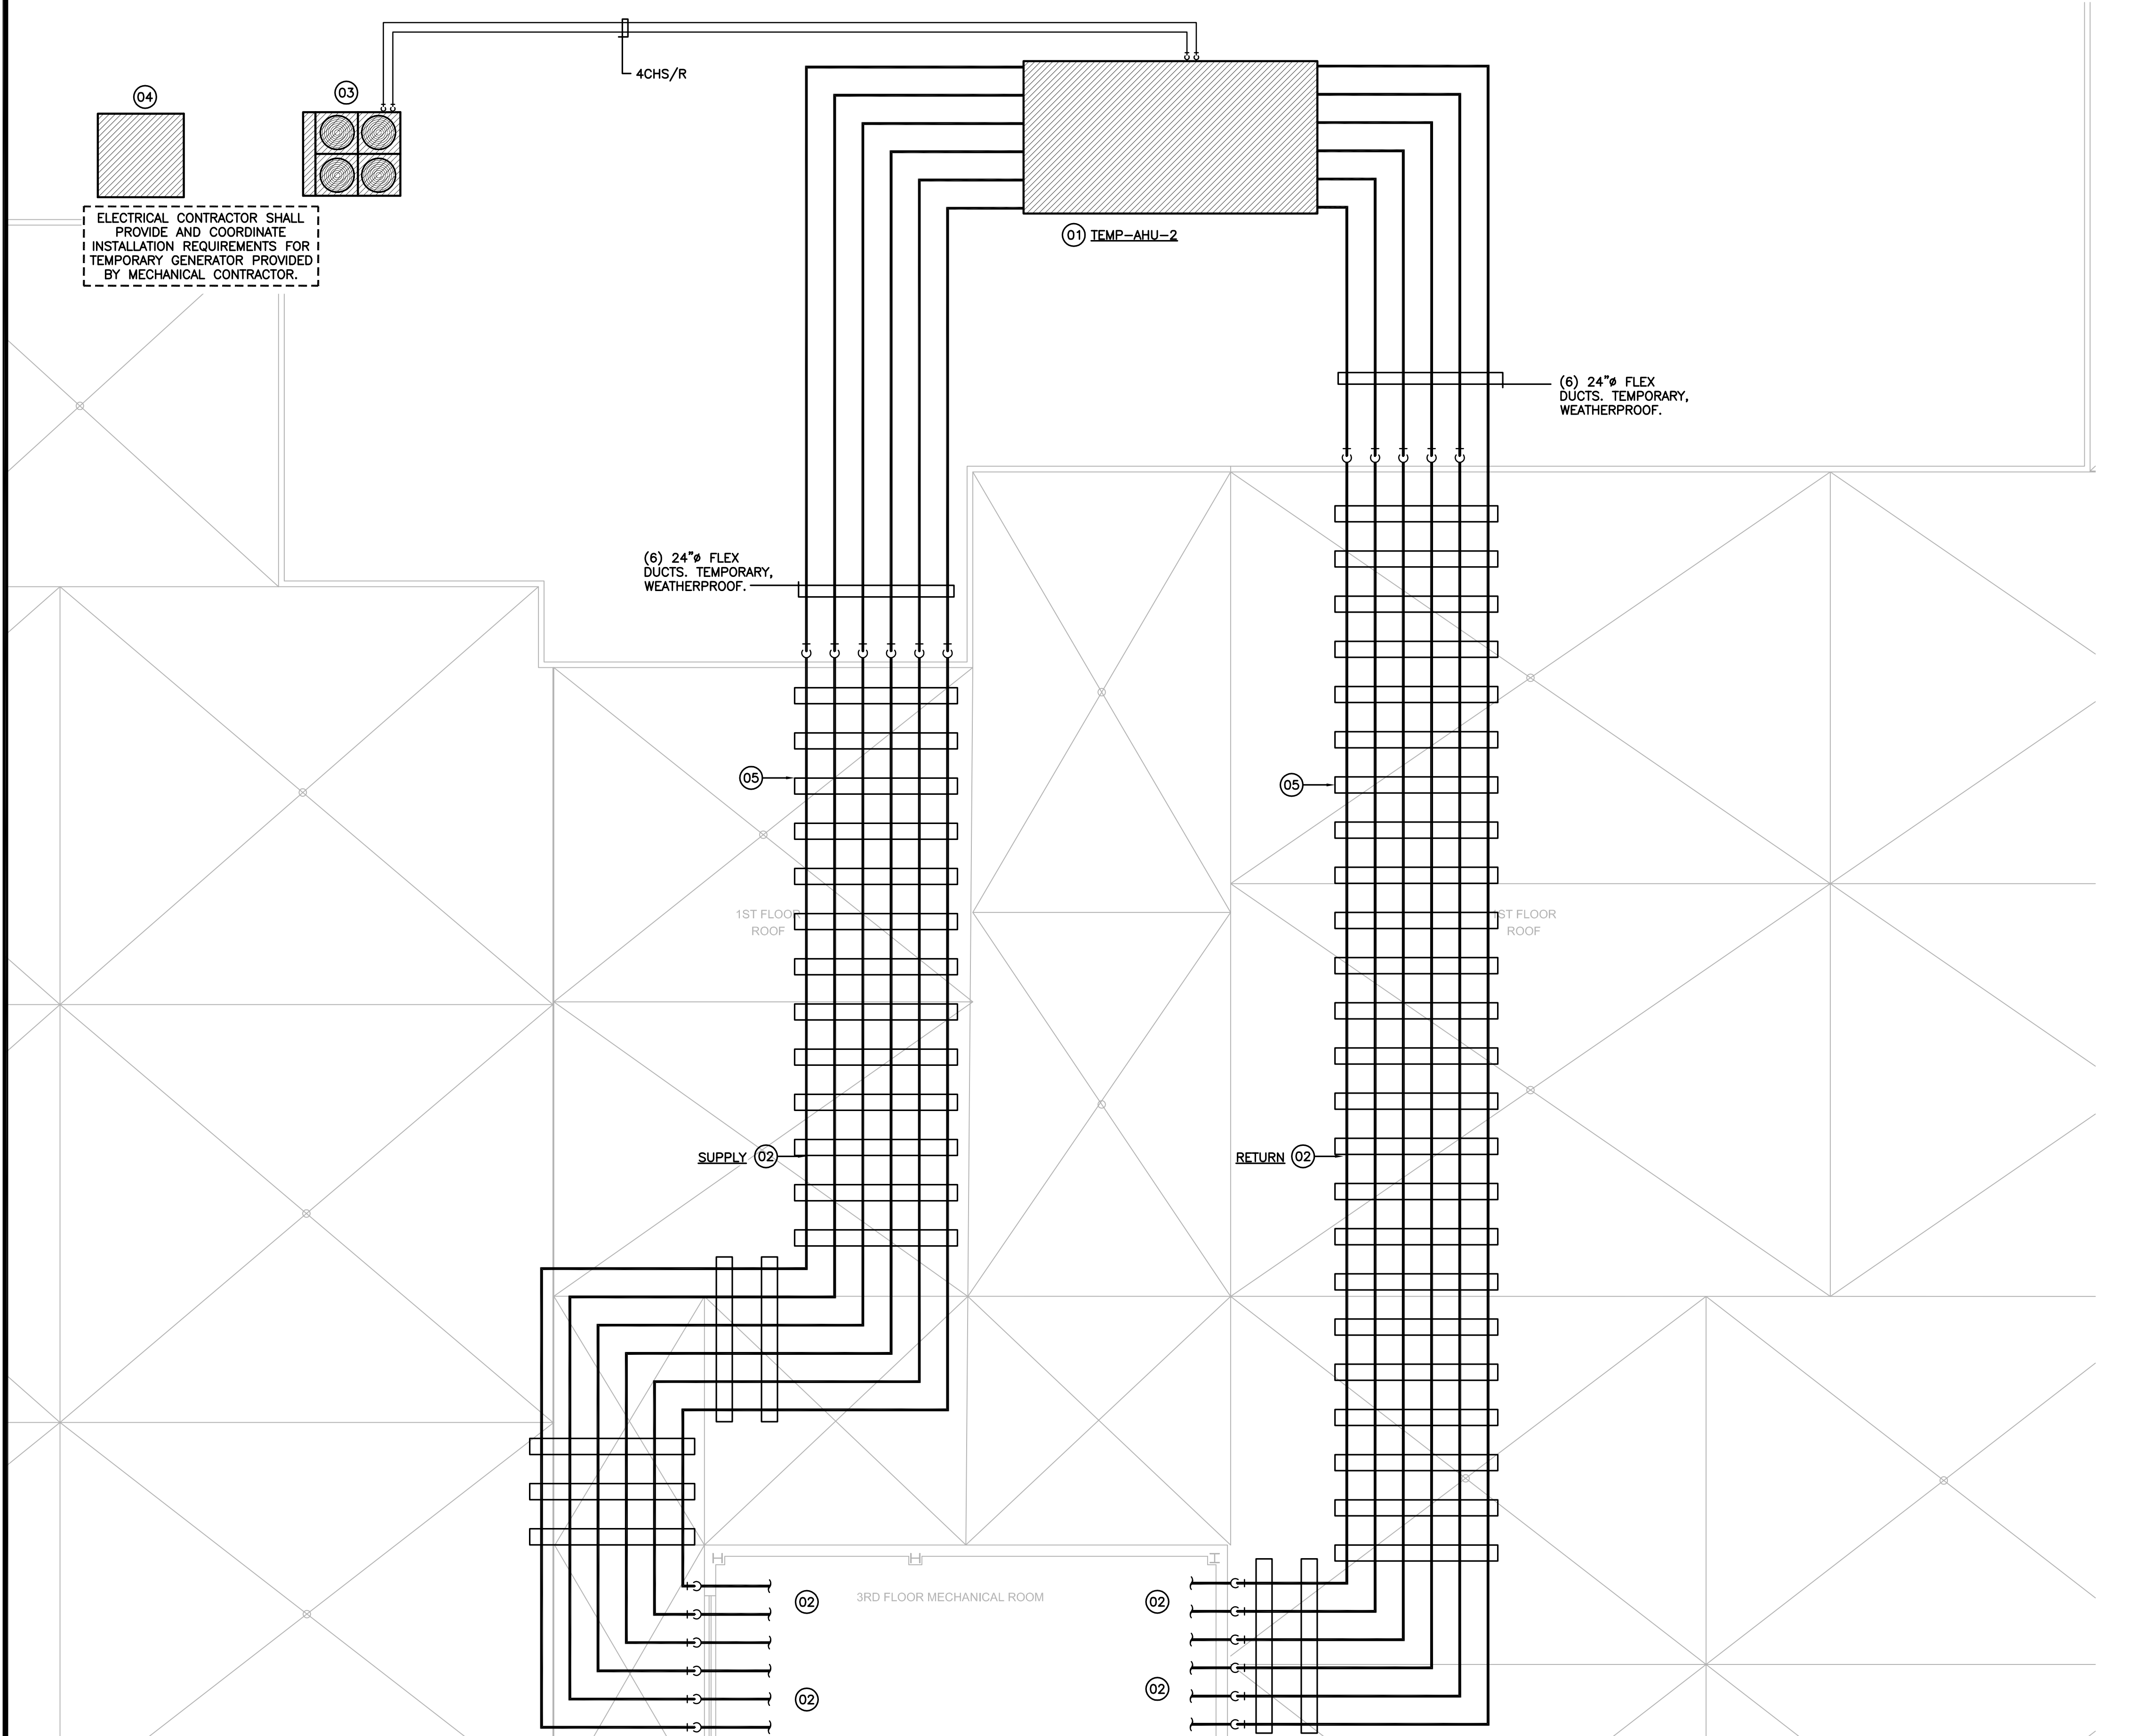 4CHS/R
04
03
ELECTRICAL CONTRACTOR SHALL
PROVIDE AND COORDINATE
INSTALLATION REQUIREMENTS FOR
TEMPORARY GENERATOR PROVIDED
BY MECHANICAL CONTRACTOR.
01 TEMP-AHU-2
(6) 24"ø FLEX
DUCTS. TEMPORARY,
WEATHERPROOF.
(6) 24"ø FLEX
DUCTS. TEMPORARY,
WEATHERPROOF.
05
05
1ST FLOOR
ROOF
1ST FLOOR
ROOF
SUPPLY 02
RETURN 02
3RD FLOOR MECHANICAL ROOM
02
02
02
02